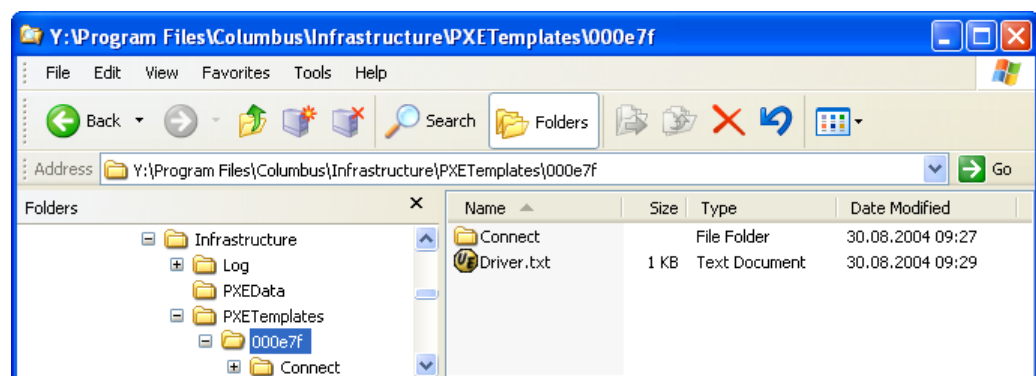 Y:\Program Files\Columbus\Infrastructure\PXETemplates\000e7f
File Edit View Favorites Tools Help
Back Search Folders
Address Y:\Program Files\Columbus\Infrastructure\PXETemplates\000e7f Go
Folders
Name Size Type Date Modified
Infrastructure
Log
PXEData
PXETemplates
000e7f
Connect
Connect File Folder 30.08.2004 09:27
Driver.txt 1 KB Text Document 30.08.2004 09:29